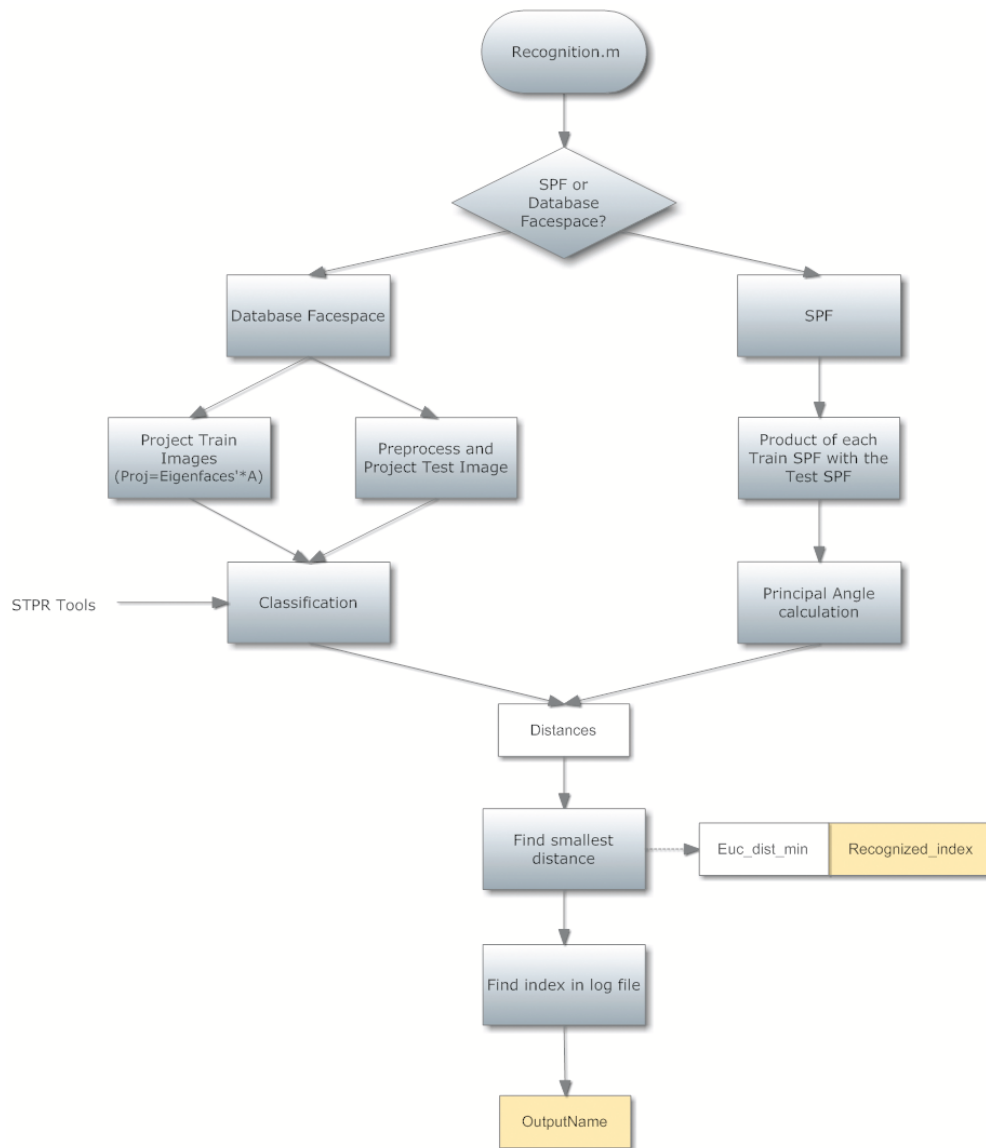 Recognition.m
SPF or
Database
Facespace?
Database Facespace
SPF
Project Train
Images
(Proj=Eigenfaces'*A)
Preprocess and
Project Test Image
Product of each
Train SPF with the
Test SPF
STPR Tools
Classification
Principal Angle
calculation
Distances
Find smallest
distance
Euc_dist_min
Recognized_index
Find index in log file
OutputName